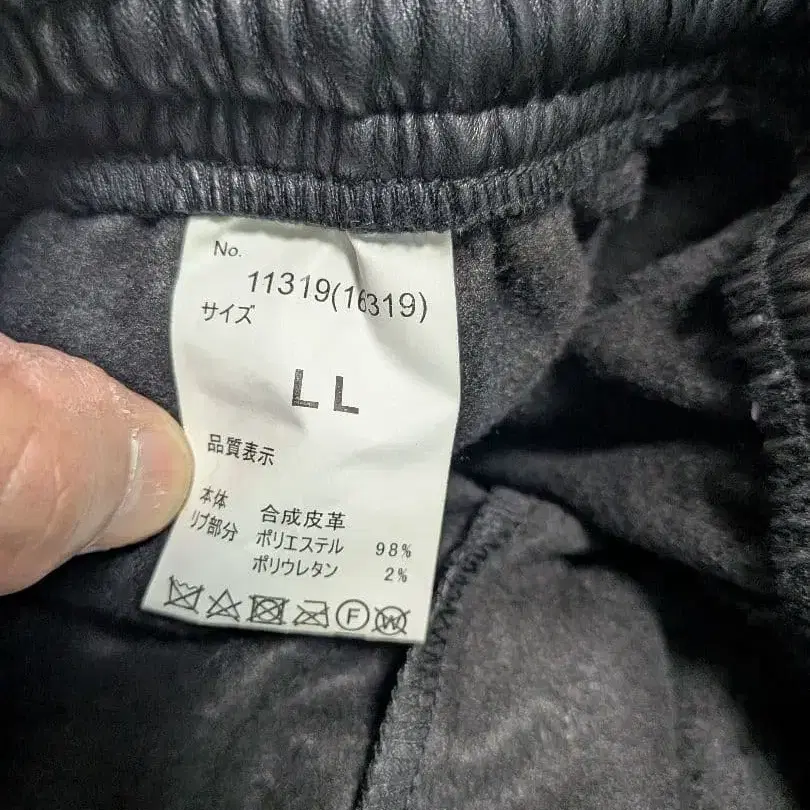 No.
11319(16319)
サイズ
LL
品質表示
本体 合成皮革
リブ部分 ポリエステル 98%
ポリウレタン 2%
F W